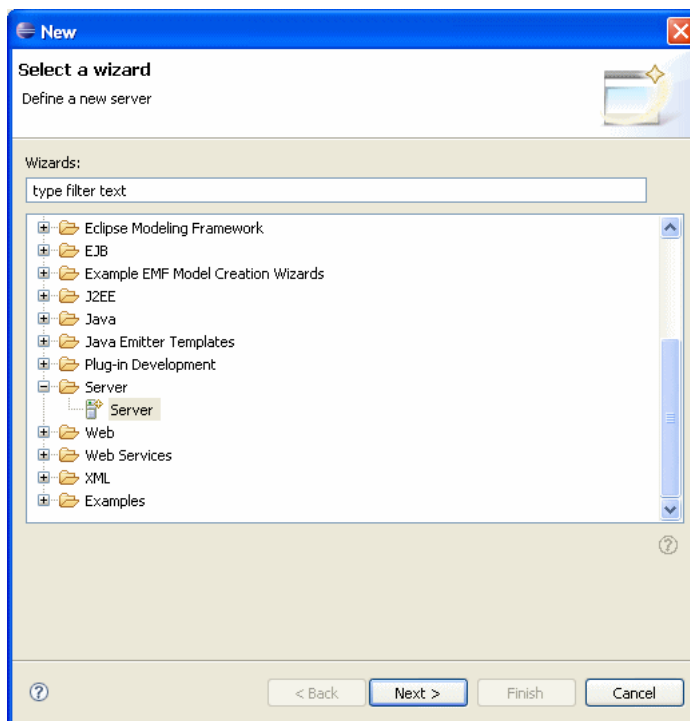 New
Select a wizard
Define a new server
Wizards:
type filter text
Eclipse Modeling Framework
EJB
Example EMF Model Creation Wizards
J2EE
Java
Java Emitter Templates
Plug-in Development
Server
Server
Web
Web Services
XML
Examples
< Back Next > Finish Cancel